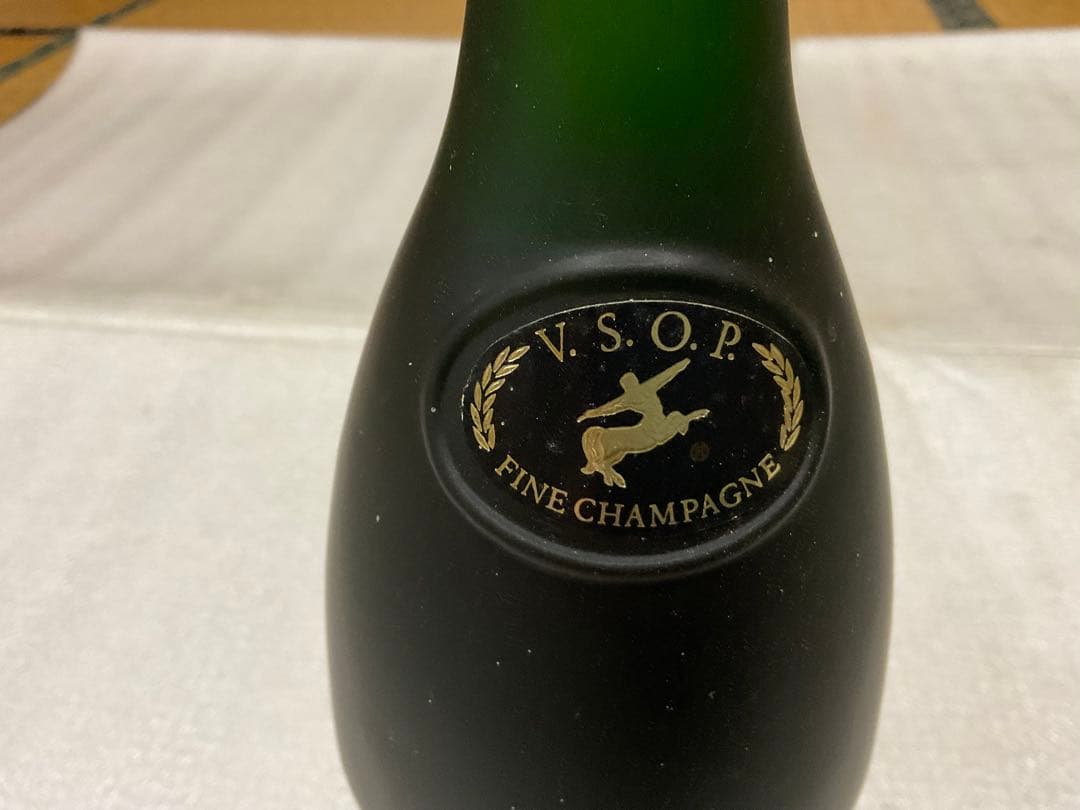 V. S. O. P.
FINE CHAMPAGNE